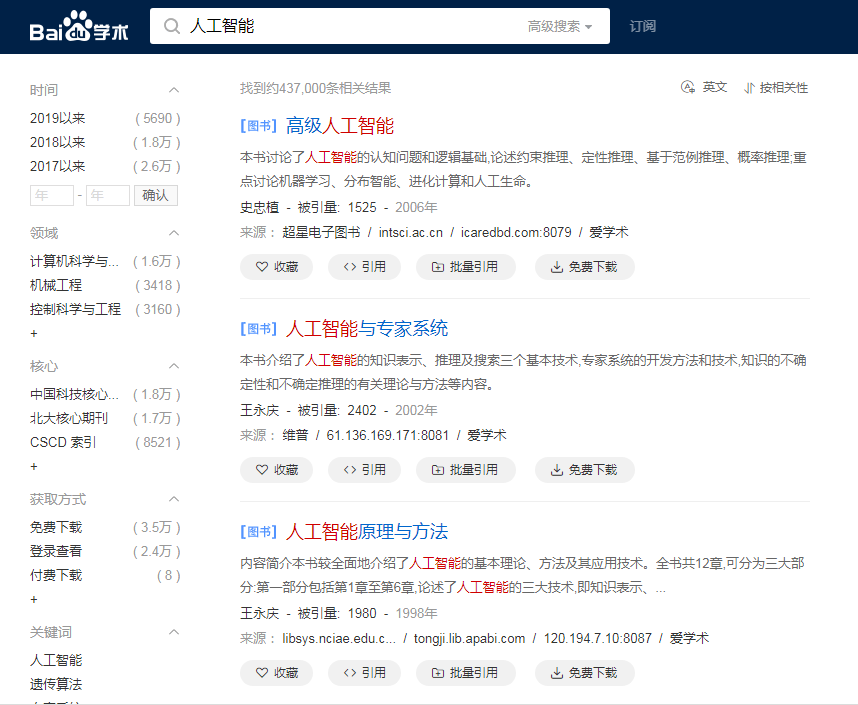 Bai du 学术
人工智能
高级搜索
订阅
时间
2019以来 ( 5690 )
2018以来 ( 1.8万 )
2017以来 ( 2.6万 )
年 - 年 确认
领域
计算机科学与... ( 1.6万 )
机械工程 ( 3418 )
控制科学与工程 ( 3160 )
+
核心
中国科技核心... ( 1.8万 )
北大核心期刊 ( 1.7万 )
CSCD 索引 ( 8521 )
+
获取方式
免费下载 ( 3.5万 )
登录查看 ( 2.4万 )
付费下载 ( 8 )
+
关键词
人工智能
遗传算法
找到约437,000条相关结果
英文 按相关性
[图书] 高级人工智能
本书讨论了人工智能的认知问题和逻辑基础,论述约束推理、定性推理、基于范例推理、概率推理;重
点讨论机器学习、分布智能、进化计算和人工生命。
史忠植 - 被引量: 1525 - 2006年
来源： 超星电子图书 / intsci.ac.cn / icaredbd.com:8079 / 爱学术
收藏 <> 引用 批量引用 免费下载
[图书] 人工智能与专家系统
本书介绍了人工智能的知识表示、推理及搜索三个基本技术,专家系统的开发方法和技术,知识的不确
定性和不确定推理的有关理论与方法等内容。
王永庆 - 被引量: 2402 - 2002年
来源： 维普 / 61.136.169.171:8081 / 爱学术
收藏 <> 引用 批量引用 免费下载
[图书] 人工智能原理与方法
内容简介本书较全面地介绍了人工智能的基本理论、方法及其应用技术。全书共12章,可分为三大部
分:第一部分包括第1章至第6章,论述了人工智能的三大技术,即知识表示、...
王永庆 - 被引量: 1980 - 1998年
来源： libsys.nciae.edu.c... / tongji.lib.apabi.com / 120.194.7.10:8087 / 爱学术
收藏 <> 引用 批量引用 免费下载